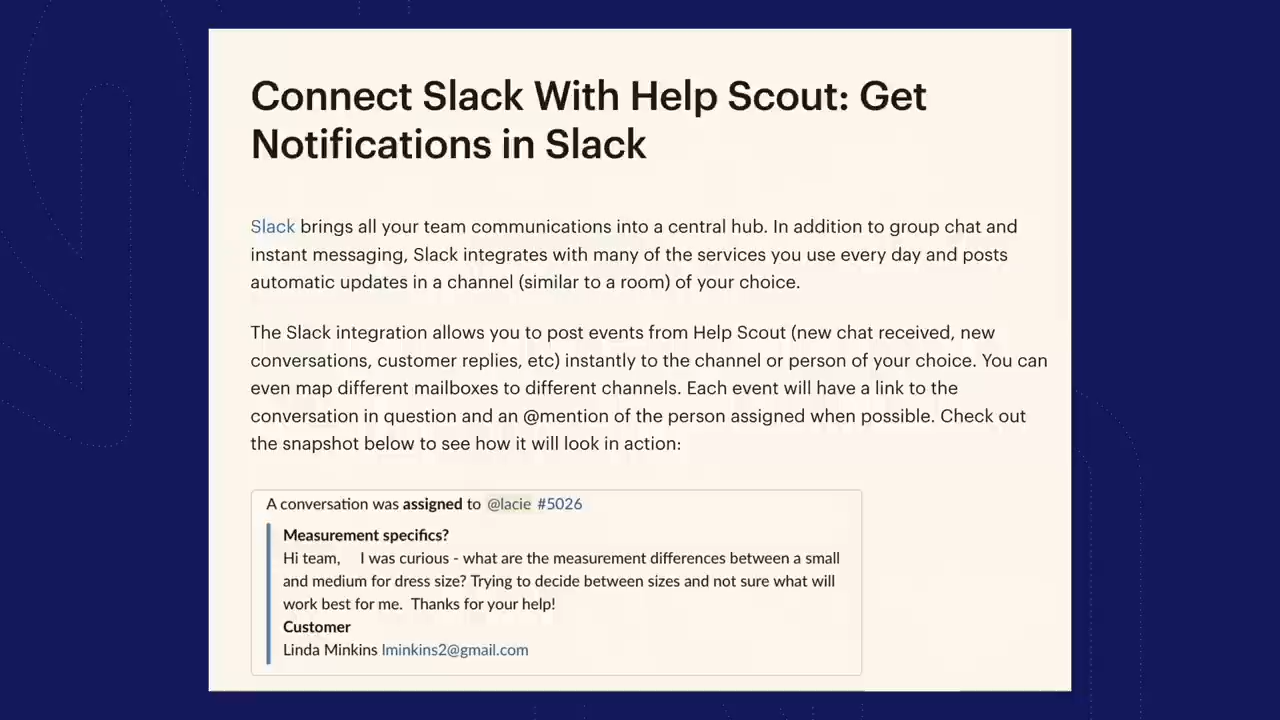 Connect Slack With Help Scout: Get
Notifications in Slack
Slack brings all your team communications into a central hub. In addition to group chat and
instant messaging, Slack integrates with many of the services you use every day and posts
automatic updates in a channel (similar to a room) of your choice.
The Slack integration allows you to post events from Help Scout (new chat received, new
conversations, customer replies, etc) instantly to the channel or person of your choice. You can
even map different mailboxes to different channels. Each event will have a link to the
conversation in question and an @mention of the person assigned when possible. Check out
the snapshot below to see how it will look in action:
A conversation was assigned to @lacie #5026
Measurement specifics?
Hi team, I was curious - what are the measurement differences between a small
and medium for dress size? Trying to decide between sizes and not sure what will
work best for me. Thanks for your help!
Customer
Linda Minkins lminkins2@gmail.com